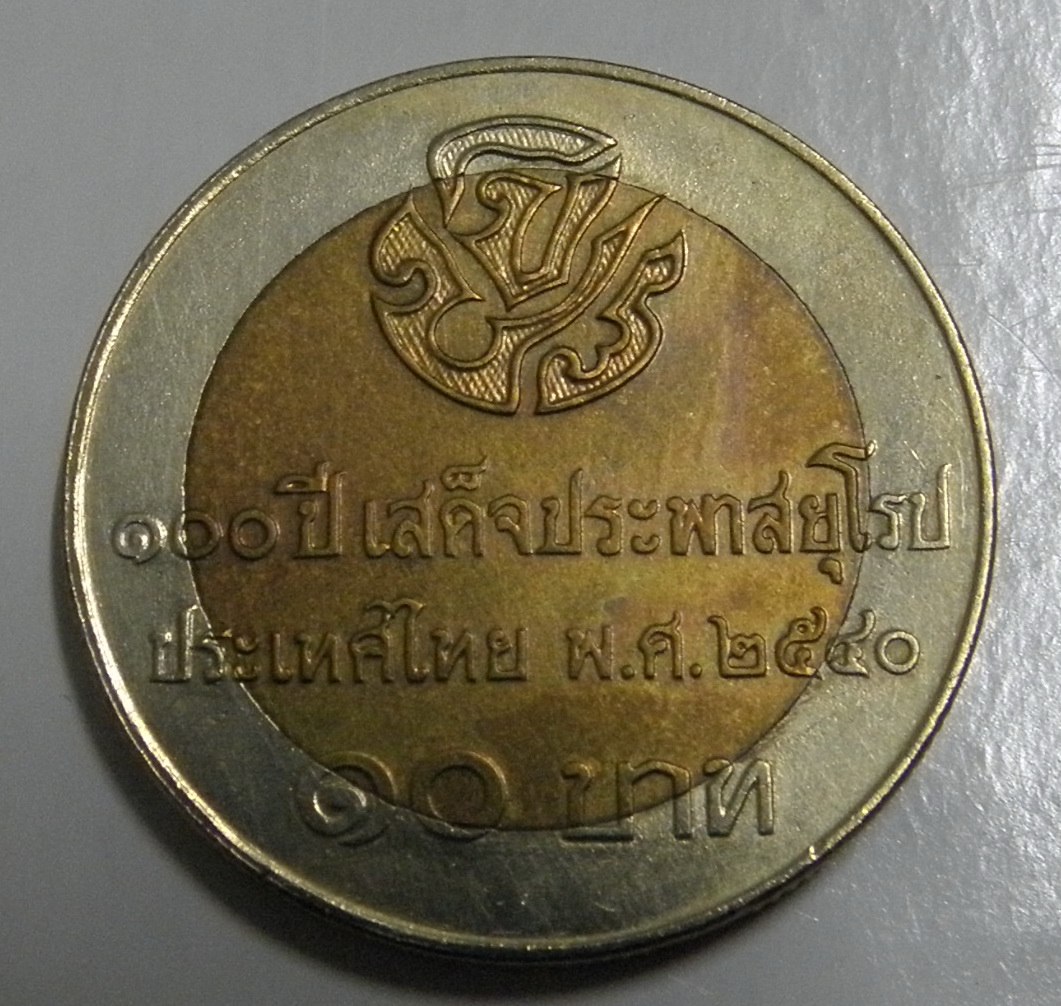 ๑๐๐ ปี เสด็จประพาสยุโรป
ประเทศไทย พ.ศ. ๒๕๔๐
๑๐ บาท